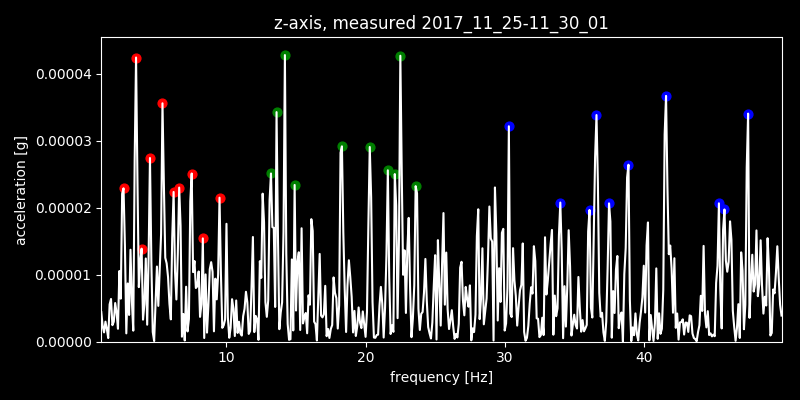 z-axis, measured 2017_11_25-11_30_01
0.00004
0.00003
0.00002
0.00001
0.00000
acceleration [g]
10 20 30 40
frequency [Hz]